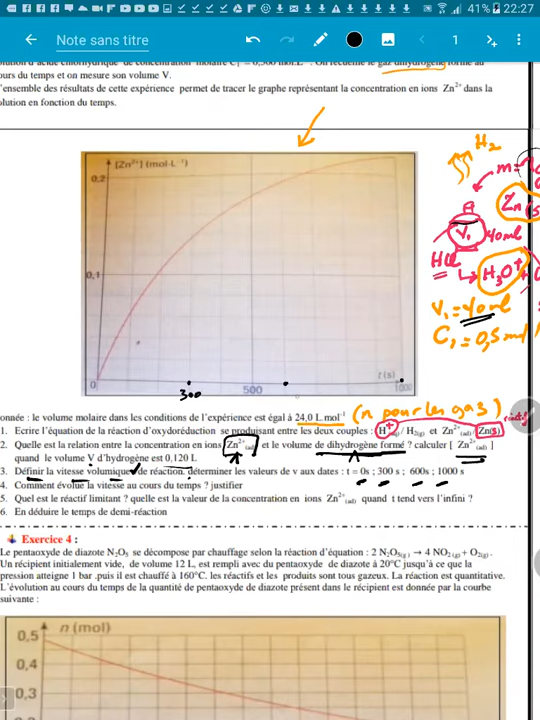 41% 22:27
Note sans titre
1
olution d'acide chlorhydrique de concentration molaire C₁ = 0,500 mol.L⁻¹. On recueille le gaz dihydrogène formé au
ours du temps et on mesure son volume V.
'ensemble des résultats de cette expérience permet de tracer le graphe représentant la concentration en ions Zn²⁺ dans la
olution en fonction du temps.
[Zn²⁺] (mol·L⁻¹)
0,2
0,1
0
300
500
1000
t(s)
H₂
m=
Zn(s
V₁ 40ml
HCl
H₃O⁺ +
V₁ = 40ml
C₁ = 0,5 m
onnée : le volume molaire dans les conditions de l'expérience est égal à 24,0 L.mol⁻¹ (n pour les gas)
1. Ecrire l'équation de la réaction d'oxydoréduction se produisant entre les deux couples : H⁺(aq)/ H₂(g) et Zn²⁺(aq)/ Zn(s)
2. Quelle est la relation entre la concentration en ions Zn²⁺(aq) et le volume de dihydrogène formé ? calculer [ Zn²⁺(aq) ]
quand le volume V d'hydrogène est 0,120 L
3. Définir la vitesse volumique de réaction. déterminer les valeurs de v aux dates : t = 0s ; 300 s ; 600s ; 1000 s
4. Comment évolue la vitesse au cours du temps ? justifier
5. Quel est le réactif limitant ? quelle est la valeur de la concentration en ions Zn²⁺(aq) quand t tend vers l'infini ?
6. En déduire le temps de demi-réaction
Exercice 4 :
Le pentaoxyde de diazote N₂O₅ se décompose par chauffage selon la réaction d'équation : 2 N₂O₅(g) → 4 NO₂ (g) + O₂(g).
Un récipient initialement vide, de volume 12 L, est rempli avec du pentaoxyde de diazote à 20°C jusqu'à ce que la
pression atteigne 1 bar .puis il est chauffé à 160°C, les réactifs et les produits sont tous gazeux. La réaction est quantitative.
L'évolution au cours du temps de la quantité de pentaoxyde de diazote présent dans le récipient est donnée par la courbe
suivante :
n (mol)
0,5
0,4
0,3